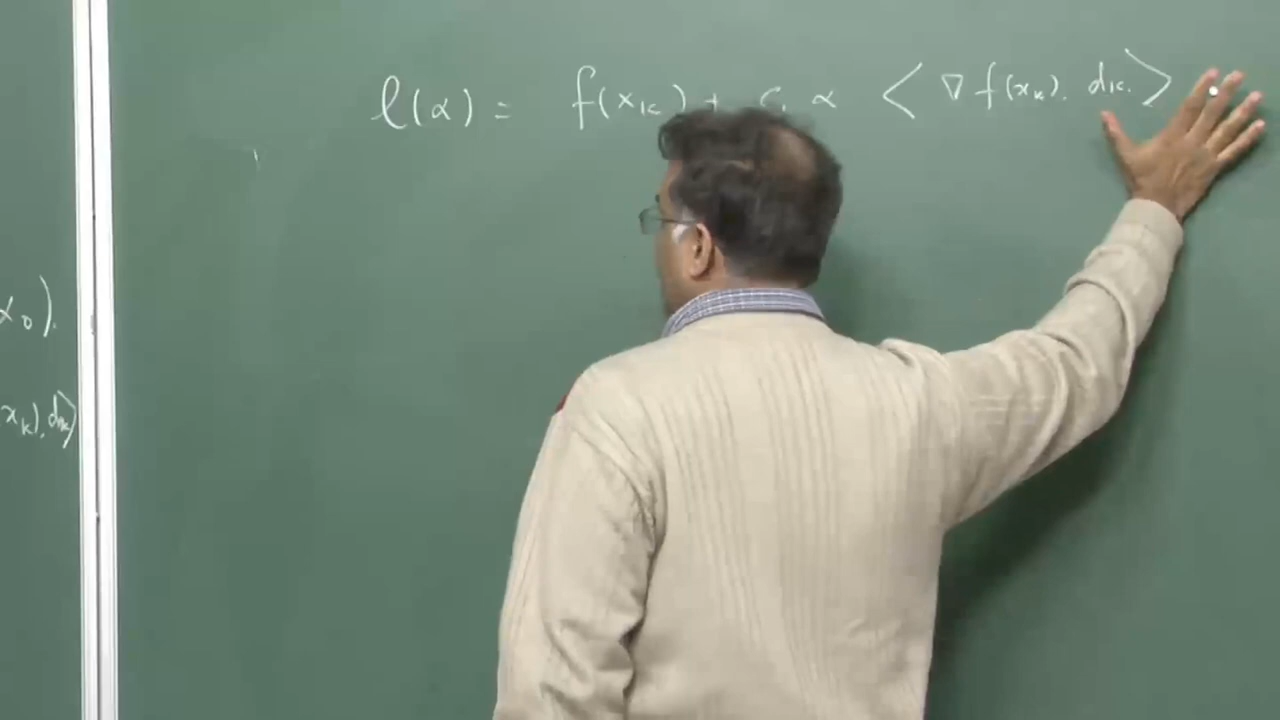 l(α) = f(x_k) + c₁ α < ∇ f(x_k), d_k >
x₀).
x_k), d_k>